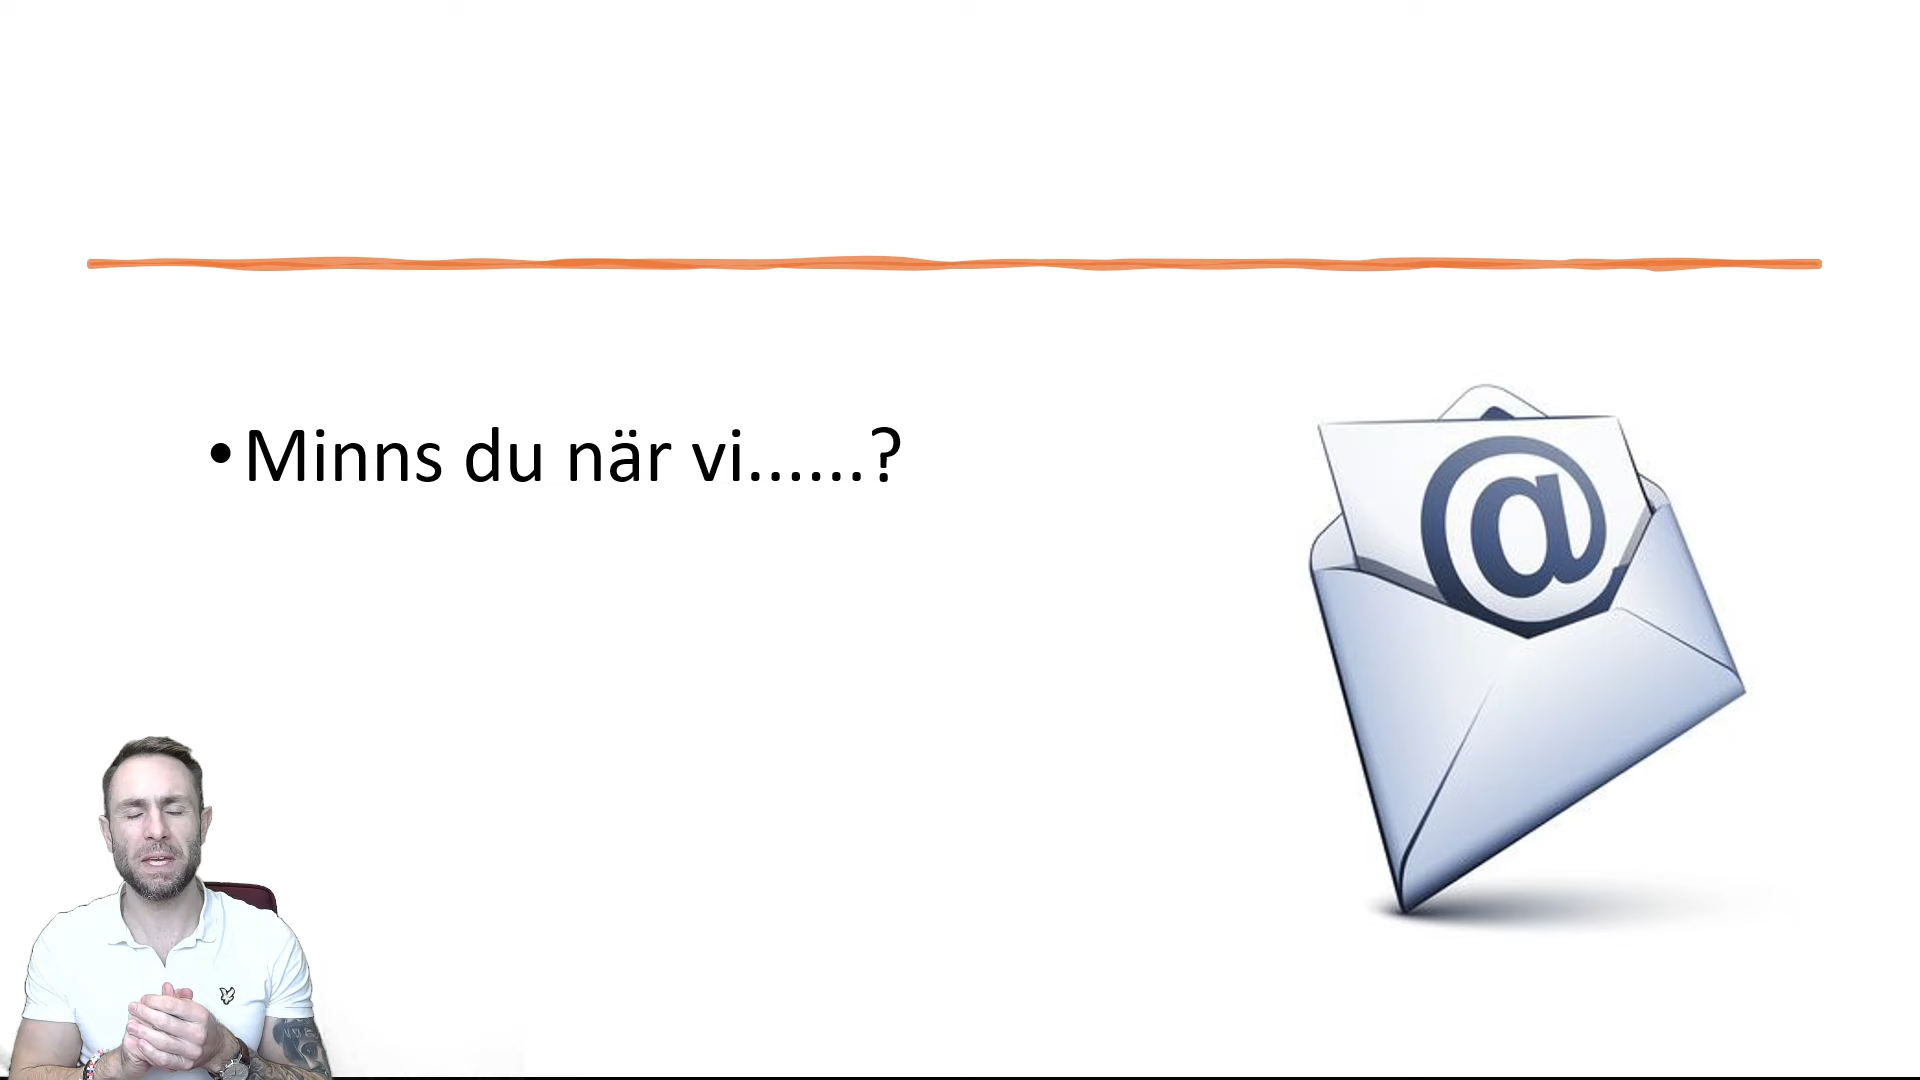 •Minns du när vi......?
@